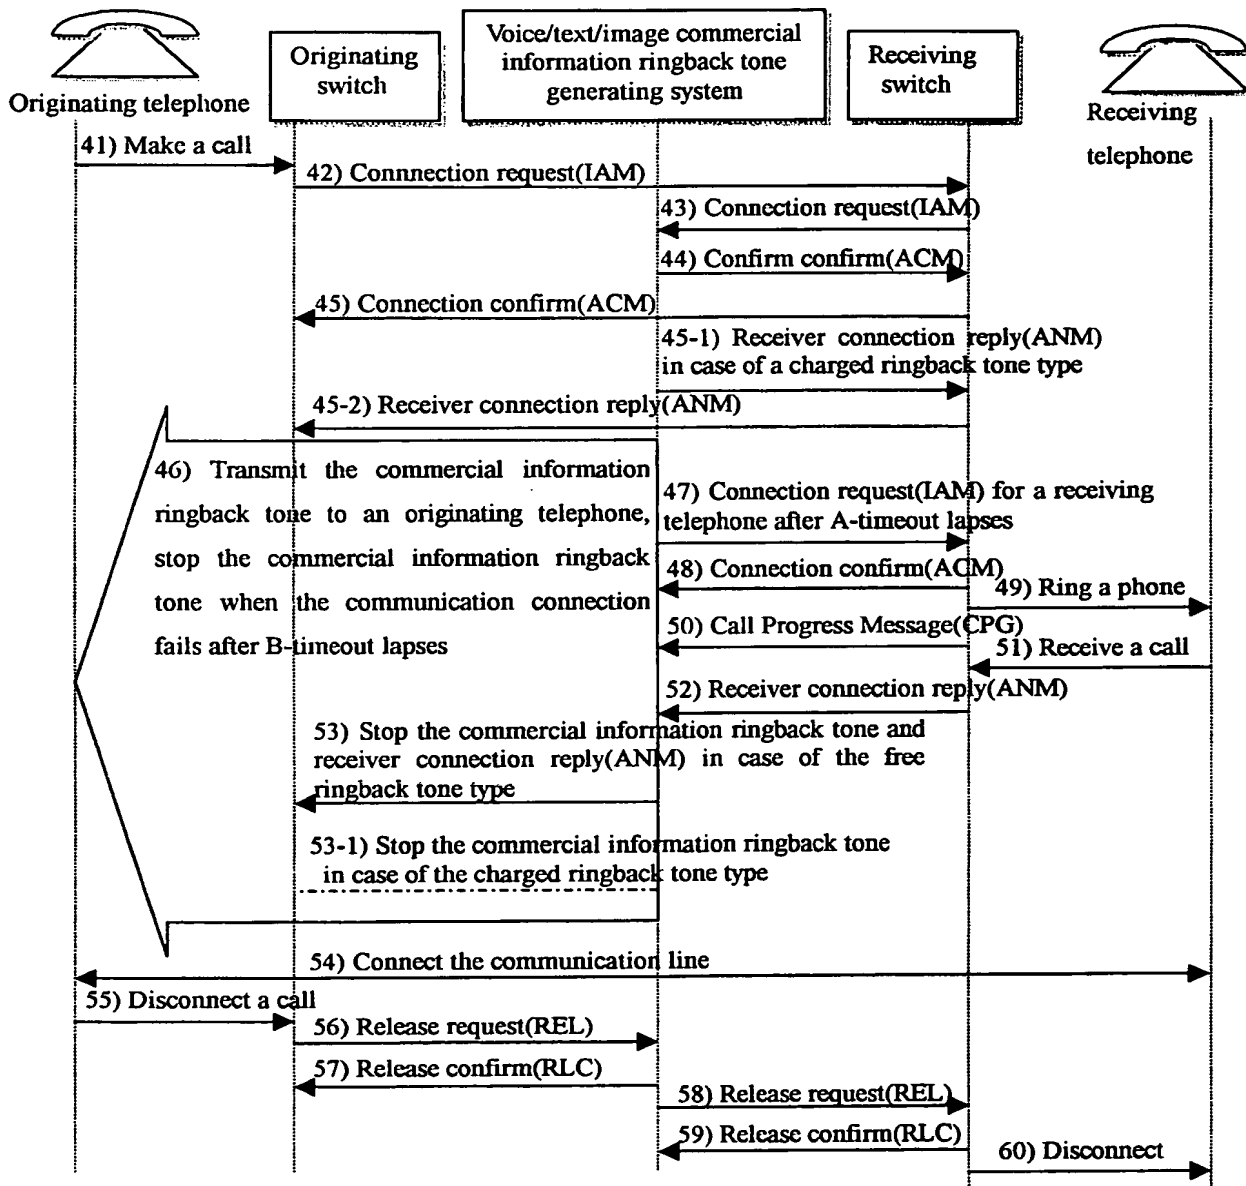 Originating telephone
Originating
switch
Voice/text/image commercial
information ringback tone
generating system
Receiving
switch
Receiving
telephone
41) Make a call
42) Connnection request(IAM)
43) Connection request(IAM)
44) Confirm confirm(ACM)
45) Connection confirm(ACM)
45-1) Receiver connection reply(ANM)
in case of a charged ringback tone type
45-2) Receiver connection reply(ANM)
46) Transmit the commercial information
ringback tone to an originating telephone,
stop the commercial information ringback
tone when the communication connection
fails after B-timeout lapses
47) Connection request(IAM) for a receiving
telephone after A-timeout lapses
48) Connection confirm(ACM)
49) Ring a phone
50) Call Progress Message(CPG)
51) Receive a call
52) Receiver connection reply(ANM)
53) Stop the commercial information ringback tone and
receiver connection reply(ANM) in case of the free
ringback tone type
53-1) Stop the commercial information ringback tone
in case of the charged ringback tone type
54) Connect the communication line
55) Disconnect a call
56) Release request(REL)
57) Release confirm(RLC)
58) Release request(REL)
59) Release confirm(RLC)
60) Disconnect